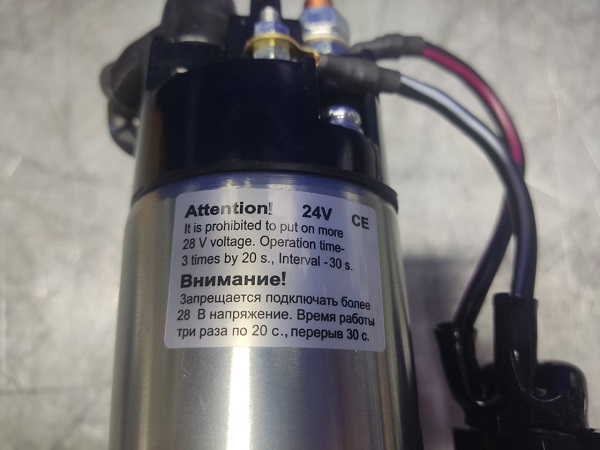 Attention! 24V CE
It is prohibited to put on more
28 V voltage. Operation time-
3 times by 20 s., Interval - 30 s.
Внимание!
Запрещается подключать более
28 В напряжение. Время работы
три раза по 20 с., перерыв 30 с.